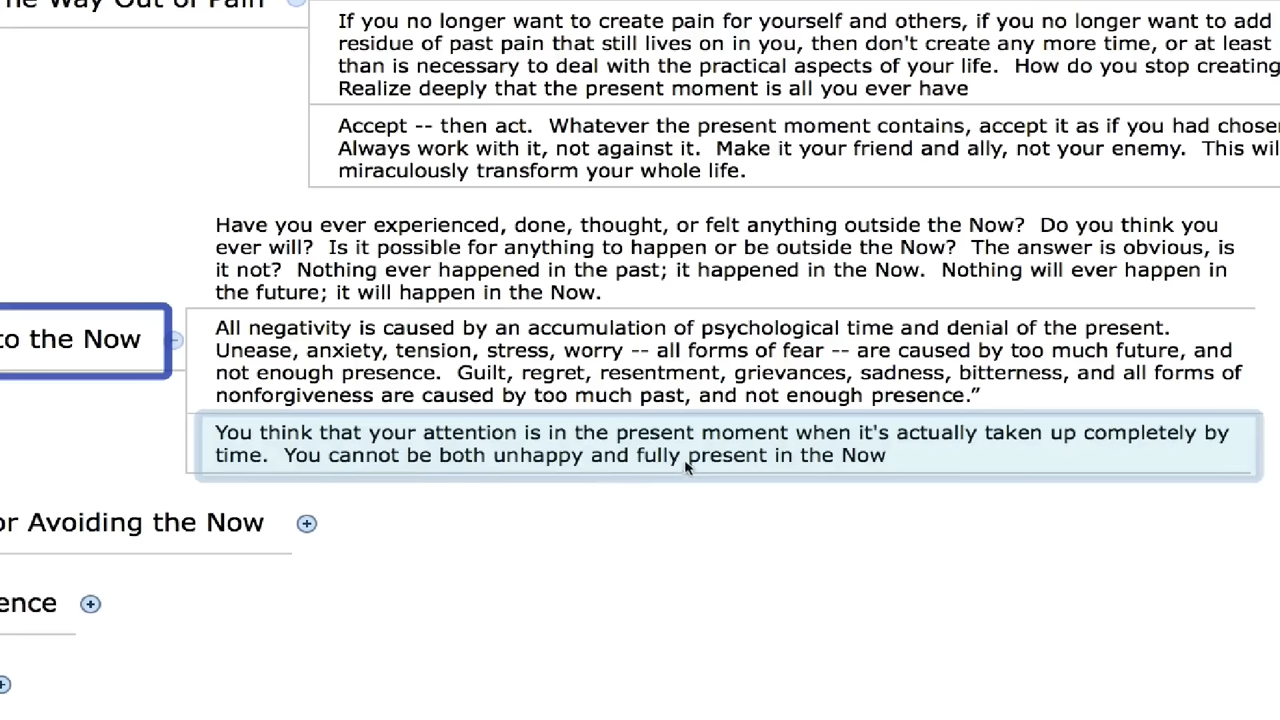 he Way Out of Pain
If you no longer want to create pain for yourself and others, if you no longer want to add
residue of past pain that still lives on in you, then don't create any more time, or at least
than is necessary to deal with the practical aspects of your life. How do you stop creating
Realize deeply that the present moment is all you ever have
Accept -- then act. Whatever the present moment contains, accept it as if you had chosen
Always work with it, not against it. Make it your friend and ally, not your enemy. This wil
miraculously transform your whole life.
Have you ever experienced, done, thought, or felt anything outside the Now? Do you think you
ever will? Is it possible for anything to happen or be outside the Now? The answer is obvious, is
it not? Nothing ever happened in the past; it happened in the Now. Nothing will ever happen in
the future; it will happen in the Now.
to the Now
All negativity is caused by an accumulation of psychological time and denial of the present.
Unease, anxiety, tension, stress, worry -- all forms of fear -- are caused by too much future, and
not enough presence. Guilt, regret, resentment, grievances, sadness, bitterness, and all forms of
nonforgiveness are caused by too much past, and not enough presence.”
You think that your attention is in the present moment when it's actually taken up completely by
time. You cannot be both unhappy and fully present in the Now
or Avoiding the Now
ence